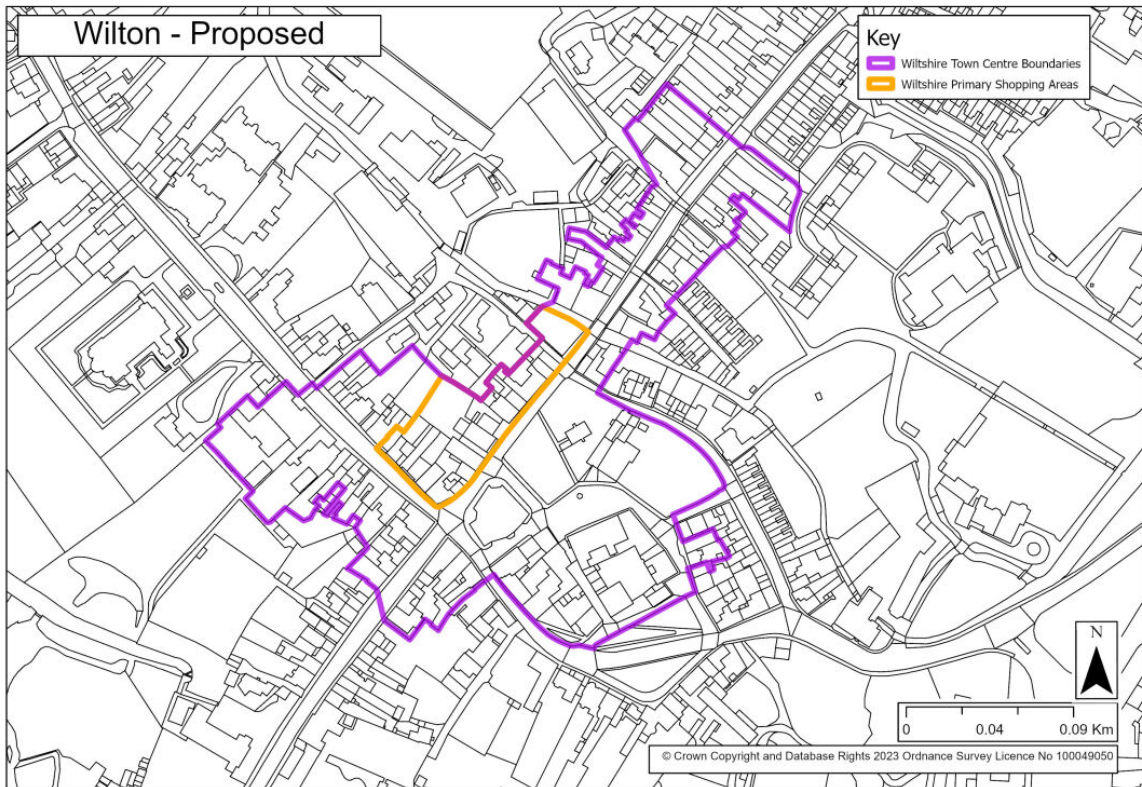 Wilton - Proposed
Key
Wiltshire Town Centre Boundaries
Wiltshire Primary Shopping Areas
N
0 0.04 0.09 Km
© Crown Copyright and Database Rights 2023 Ordnance Survey Licence No 100049050